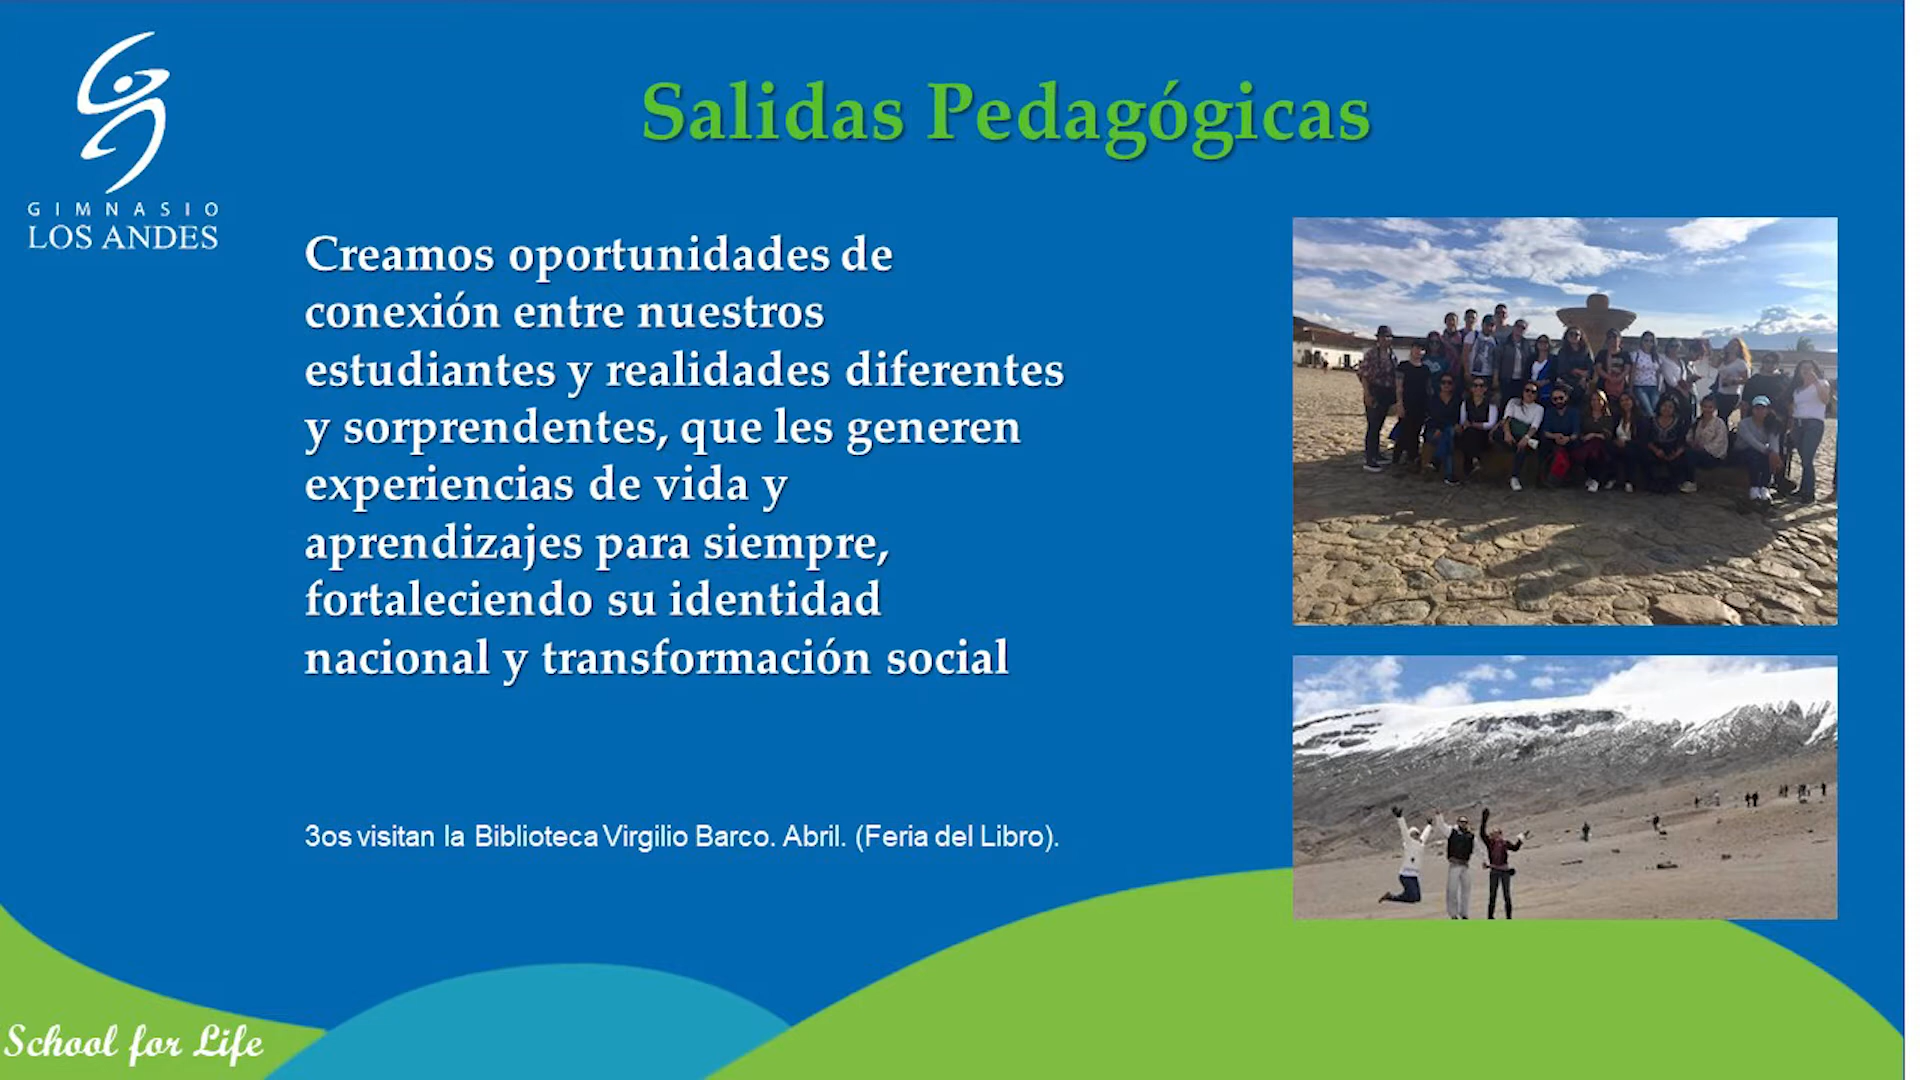 GIMNASIO
LOS ANDES
Salidas Pedagógicas
Creamos oportunidades de
conexión entre nuestros
estudiantes y realidades diferentes
y sorprendentes, que les generen
experiencias de vida y
aprendizajes para siempre,
fortaleciendo su identidad
nacional y transformación social
3os visitan la Biblioteca Virgilio Barco. Abril. (Feria del Libro).
School for Life